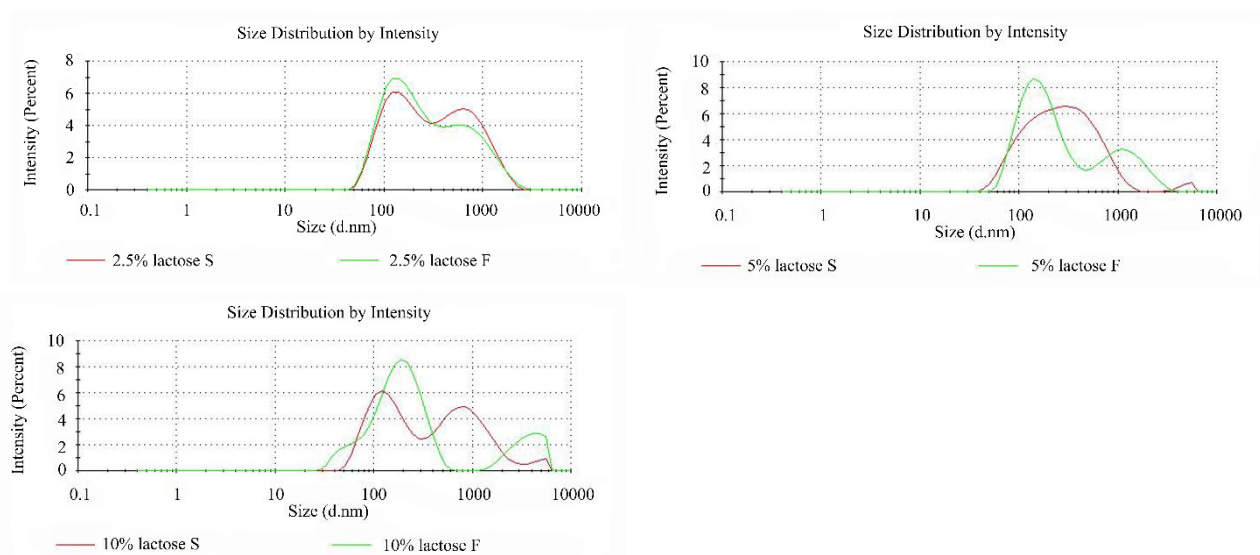 Size Distribution by Intensity
Intensity (Percent)
8
6
4
2
0
0.1 1 10 100 1000 10000
Size (d.nm)
2.5% lactose S 2.5% lactose F
Size Distribution by Intensity
Intensity (Percent)
10
8
6
4
2
0
0.1 1 10 100 1000 10000
Size (d.nm)
5% lactose S 5% lactose F
Size Distribution by Intensity
Intensity (Percent)
10
8
6
4
2
0
0.1 1 10 100 1000 10000
Size (d.nm)
10% lactose S 10% lactose F